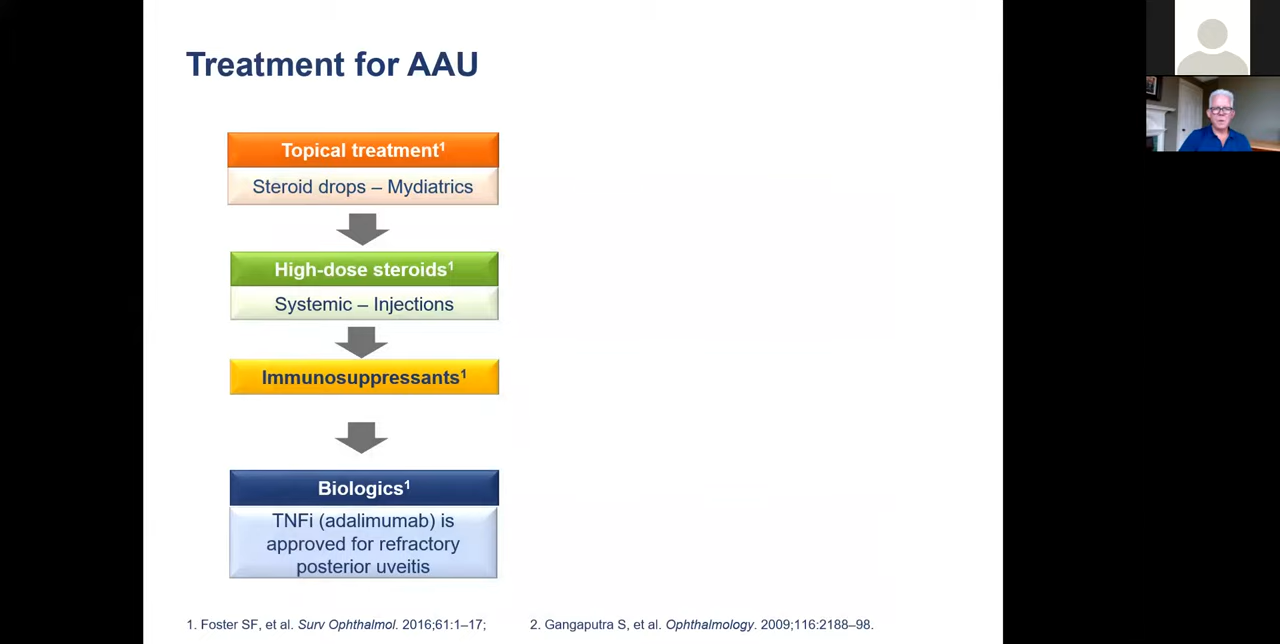 Treatment for AAU
Topical treatment¹
Steroid drops – Mydiatrics
High-dose steroids¹
Systemic – Injections
Immunosuppressants¹
Biologics¹
TNFi (adalimumab) is
approved for refractory
posterior uveitis
1. Foster SF, et al. Surv Ophthalmol. 2016;61:1–17;
2. Gangaputra S, et al. Ophthalmology. 2009;116:2188–98.